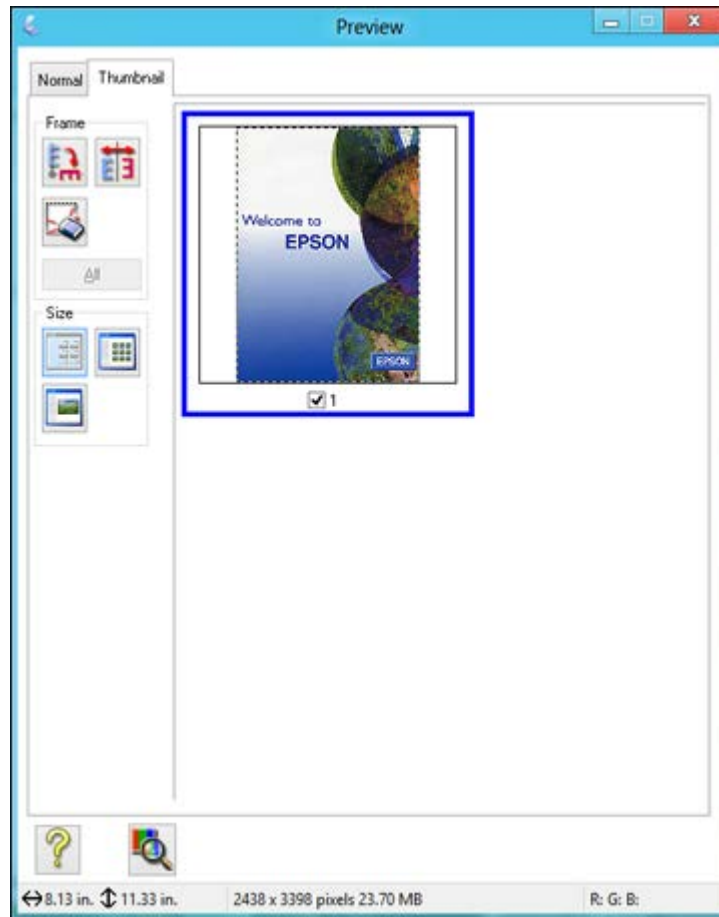 Preview
Normal Thumbnail
Frame
All
Size
Welcome to
EPSON
EPSON
1
8.13 in. 11.33 in. 2438 x 3398 pixels 23.70 MB R: G: B: